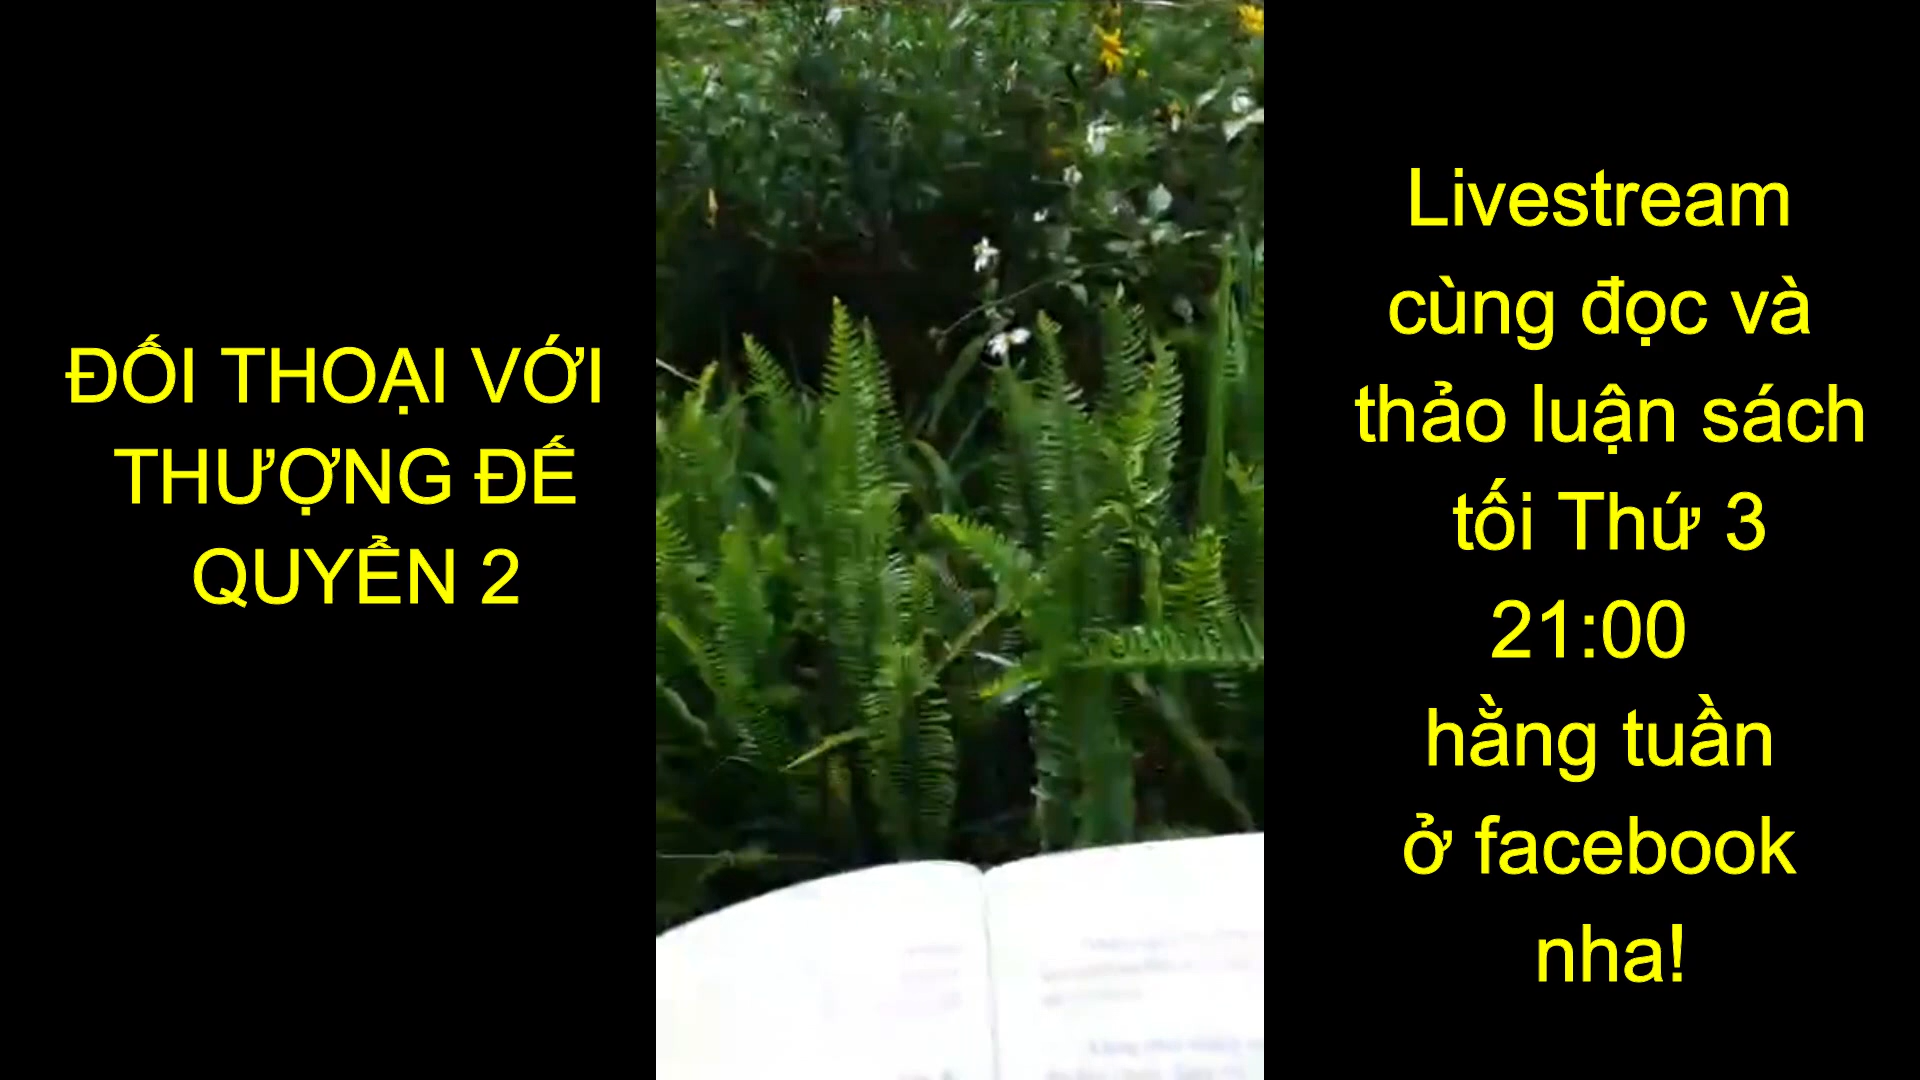 ĐỐI THOẠI VỚI
THƯỢNG ĐẾ
QUYỂN 2
Livestream
cùng đọc và
thảo luận sách
tối Thứ 3
21:00
hằng tuần
ở facebook
nha!